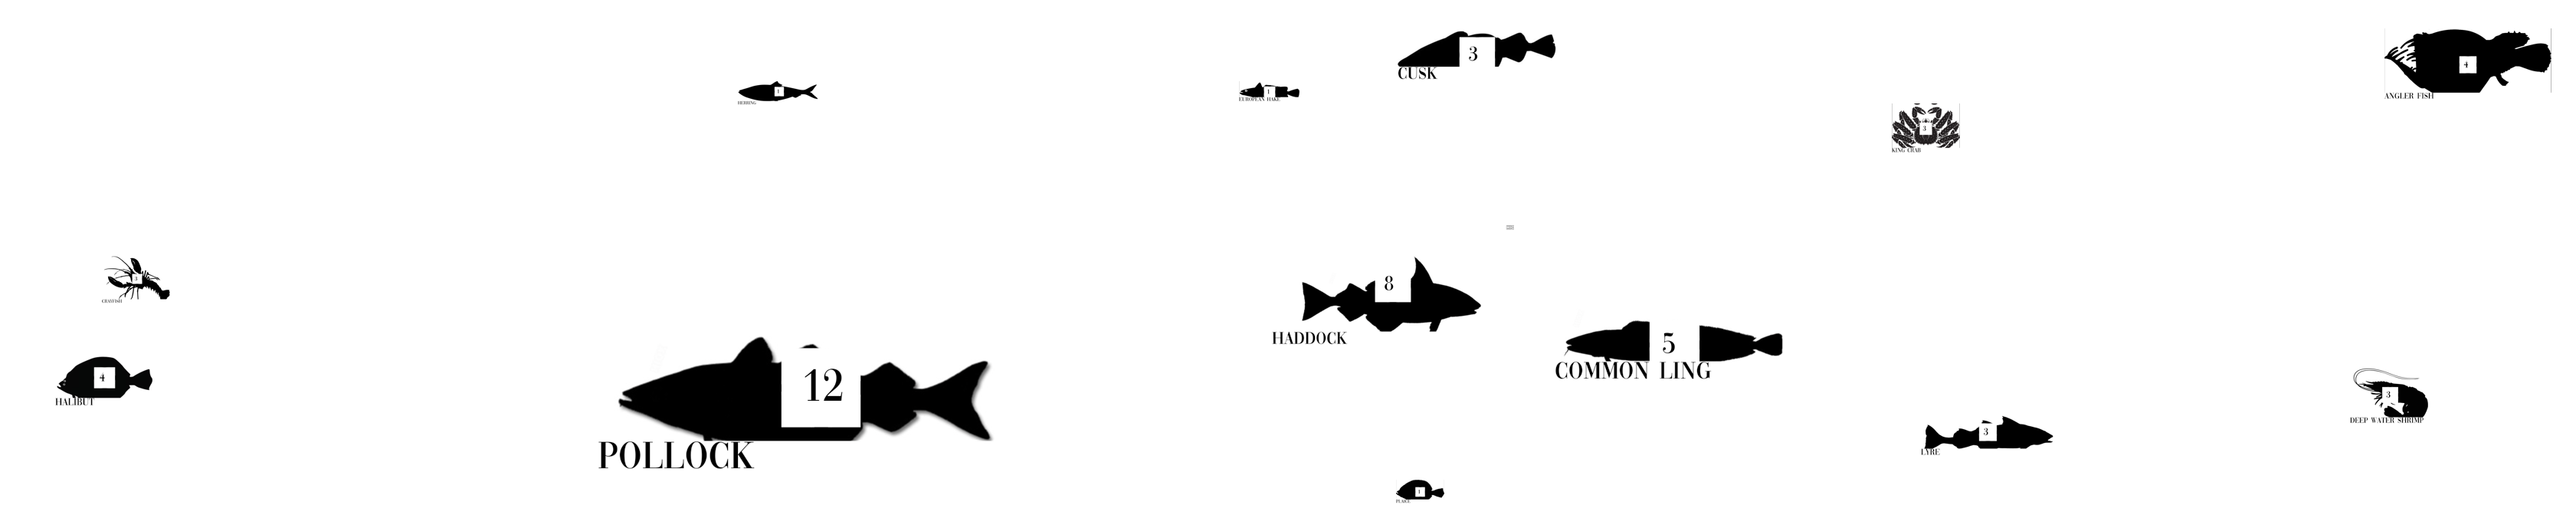 3
CUSK
4
ANGLER FISH
1
HERRING
1
EUROPEAN HAKE
3
KING CRAB
CRAYFISH
8
HADDOCK
5
COMMON LING
4
HALIBUT
12
POLLOCK
3
DEEP WATER SHRIMP
3
LYRE
1
PLAICE